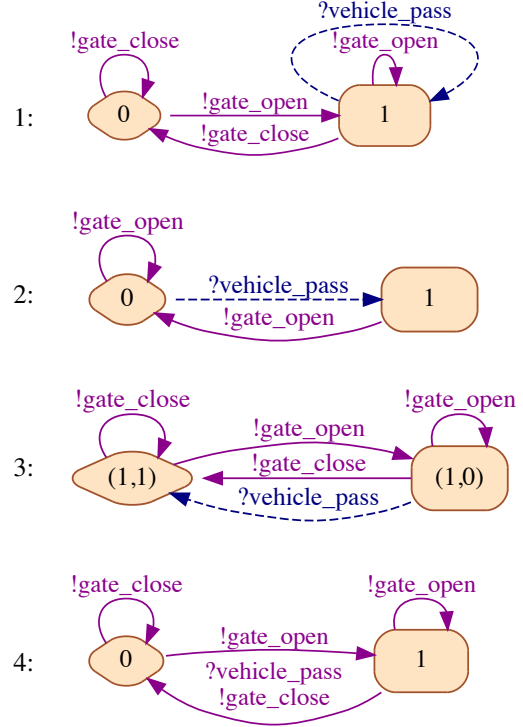 ?vehicle_pass
!gate_close
!gate_open
1:
0
!gate_open
1
!gate_close
!gate_open
2:
0
?vehicle_pass
1
!gate_open
!gate_close
!gate_open
!gate_open
3:
(1,1)
!gate_close
(1,0)
?vehicle_pass
!gate_close
!gate_open
4:
0
!gate_open
1
?vehicle_pass
!gate_close